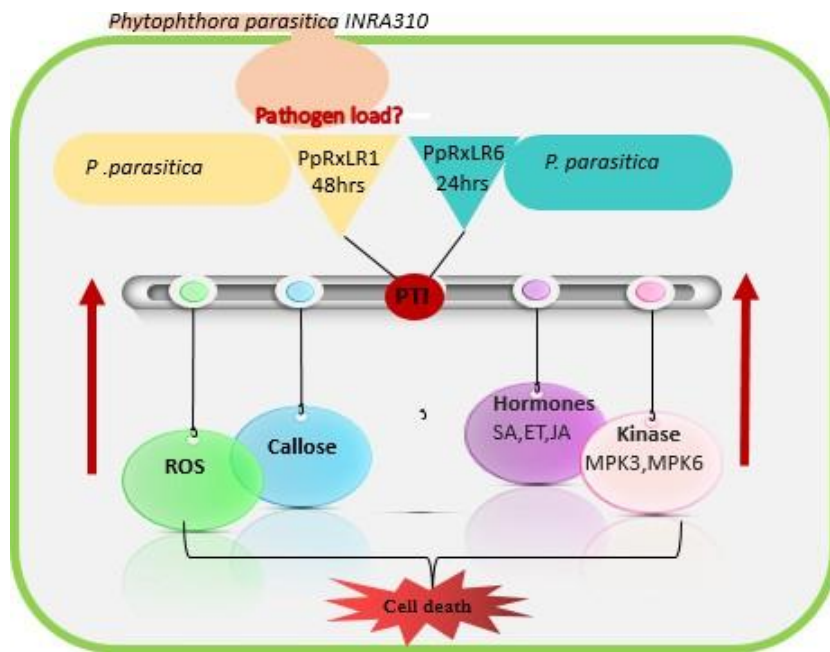 Phytophthora parasitica INRA310
Pathogen load?
P .parasitica
PpRxLR1
48hrs
PpRxLR6
24hrs
P. parasitica
PTI
ROS
Callose
Hormones
SA,ET,JA
Kinase
MPK3,MPK6
Cell death